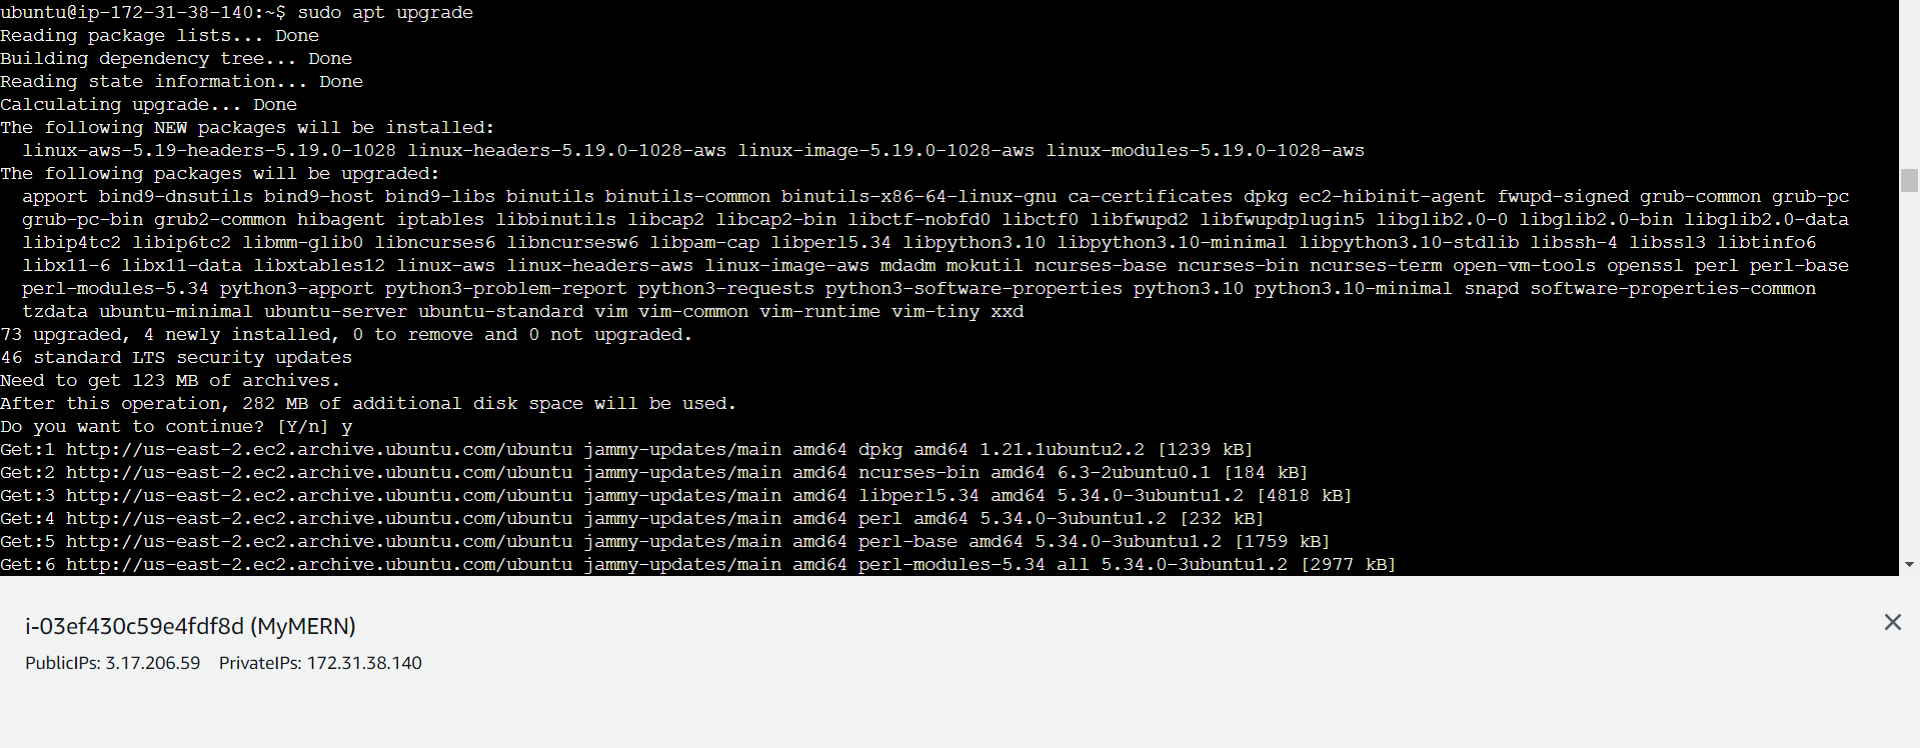 ubuntu@ip-172-31-38-140:~$ sudo apt upgrade
Reading package lists... Done
Building dependency tree... Done
Reading state information... Done
Calculating upgrade... Done
The following NEW packages will be installed:
  linux-aws-5.19-headers-5.19.0-1028 linux-headers-5.19.0-1028-aws linux-image-5.19.0-1028-aws linux-modules-5.19.0-1028-aws
The following packages will be upgraded:
  apport bind9-dnsutils bind9-host bind9-libs binutils binutils-common binutils-x86-64-linux-gnu ca-certificates dpkg ec2-hibinit-agent fwupd-signed grub-common grub-pc
  grub-pc-bin grub2-common hibagent iptables libbinutils libcap2 libcap2-bin libctf-nobfd0 libctf0 libfwupd2 libfwupdplugin5 libglib2.0-0 libglib2.0-bin libglib2.0-data
  libip4tc2 libip6tc2 libmm-glib0 libncurses6 libncursesw6 libpam-cap libperl5.34 libpython3.10 libpython3.10-minimal libpython3.10-stdlib libssh-4 libssl3 libtinfo6
  libx11-6 libx11-data libxtables12 linux-aws linux-headers-aws linux-image-aws mdadm mokutil ncurses-base ncurses-bin ncurses-term open-vm-tools openssl perl perl-base
  perl-modules-5.34 python3-apport python3-problem-report python3-requests python3-software-properties python3.10 python3.10-minimal snapd software-properties-common
  tzdata ubuntu-minimal ubuntu-server ubuntu-standard vim vim-common vim-runtime vim-tiny xxd
73 upgraded, 4 newly installed, 0 to remove and 0 not upgraded.
46 standard LTS security updates
Need to get 123 MB of archives.
After this operation, 282 MB of additional disk space will be used.
Do you want to continue? [Y/n] y
Get:1 http://us-east-2.ec2.archive.ubuntu.com/ubuntu jammy-updates/main amd64 dpkg amd64 1.21.1ubuntu2.2 [1239 kB]
Get:2 http://us-east-2.ec2.archive.ubuntu.com/ubuntu jammy-updates/main amd64 ncurses-bin amd64 6.3-2ubuntu0.1 [184 kB]
Get:3 http://us-east-2.ec2.archive.ubuntu.com/ubuntu jammy-updates/main amd64 libperl5.34 amd64 5.34.0-3ubuntu1.2 [4818 kB]
Get:4 http://us-east-2.ec2.archive.ubuntu.com/ubuntu jammy-updates/main amd64 perl amd64 5.34.0-3ubuntu1.2 [232 kB]
Get:5 http://us-east-2.ec2.archive.ubuntu.com/ubuntu jammy-updates/main amd64 perl-base amd64 5.34.0-3ubuntu1.2 [1759 kB]
Get:6 http://us-east-2.ec2.archive.ubuntu.com/ubuntu jammy-updates/main amd64 perl-modules-5.34 all 5.34.0-3ubuntu1.2 [2977 kB]
i-03ef430c59e4fdf8d (MyMERN)
PublicIPs: 3.17.206.59 PrivateIPs: 172.31.38.140